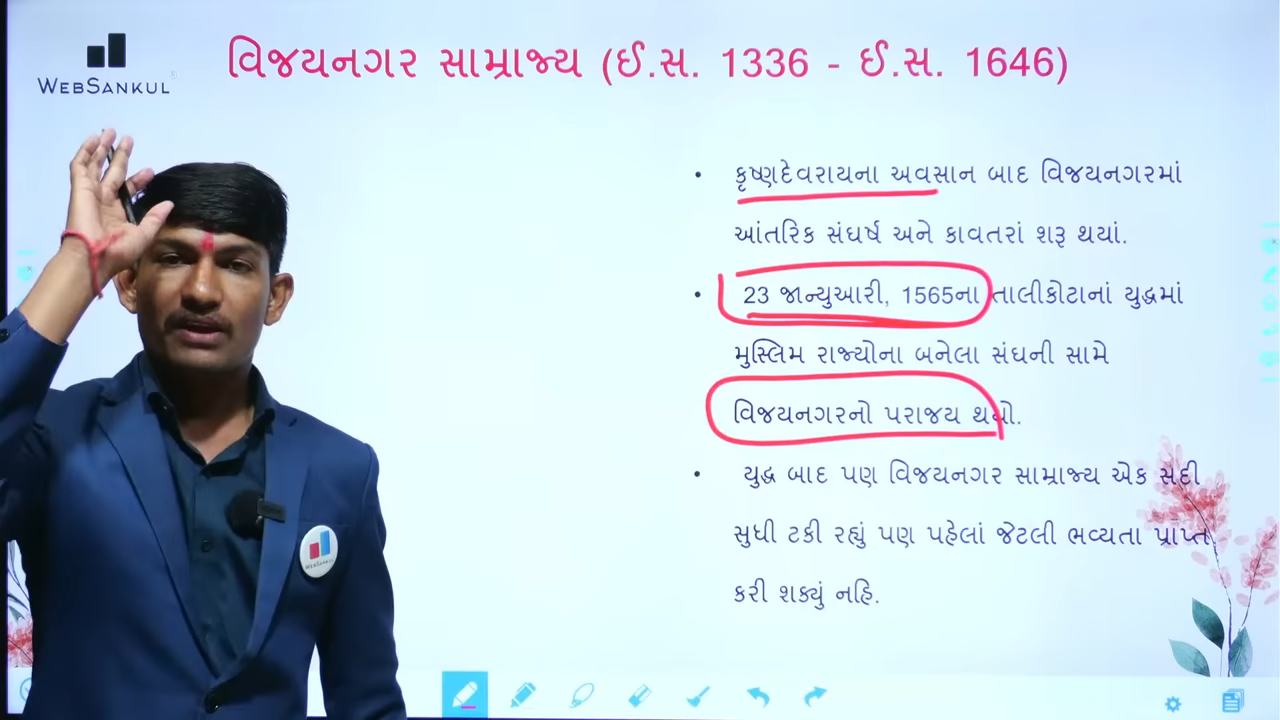 WEBSANKUL
વિજયનગર સામ્રાજ્ય (ઈ.સ. 1336 - ઈ.સ. 1646)
• કૃષ્ણદેવરાયના અવસાન બાદ વિજયનગરમાં
આંતરિક સંઘર્ષ અને કાવતરાં શરૂ થયાં.
• 23 જાન્યુઆરી, 1565ના તાલીકોટાનાં યુદ્ધમાં
મુસ્લિમ રાજ્યોના બનેલા સંઘની સામે
વિજયનગરનો પરાજય થયો.
• યુદ્ધ બાદ પણ વિજયનગર સામ્રાજ્ય એક સદી
સુધી ટકી રહ્યું પણ પહેલાં જેટલી ભવ્યતા પ્રાપ્ત
કરી શક્યું નહિ.
WEBSANKUL